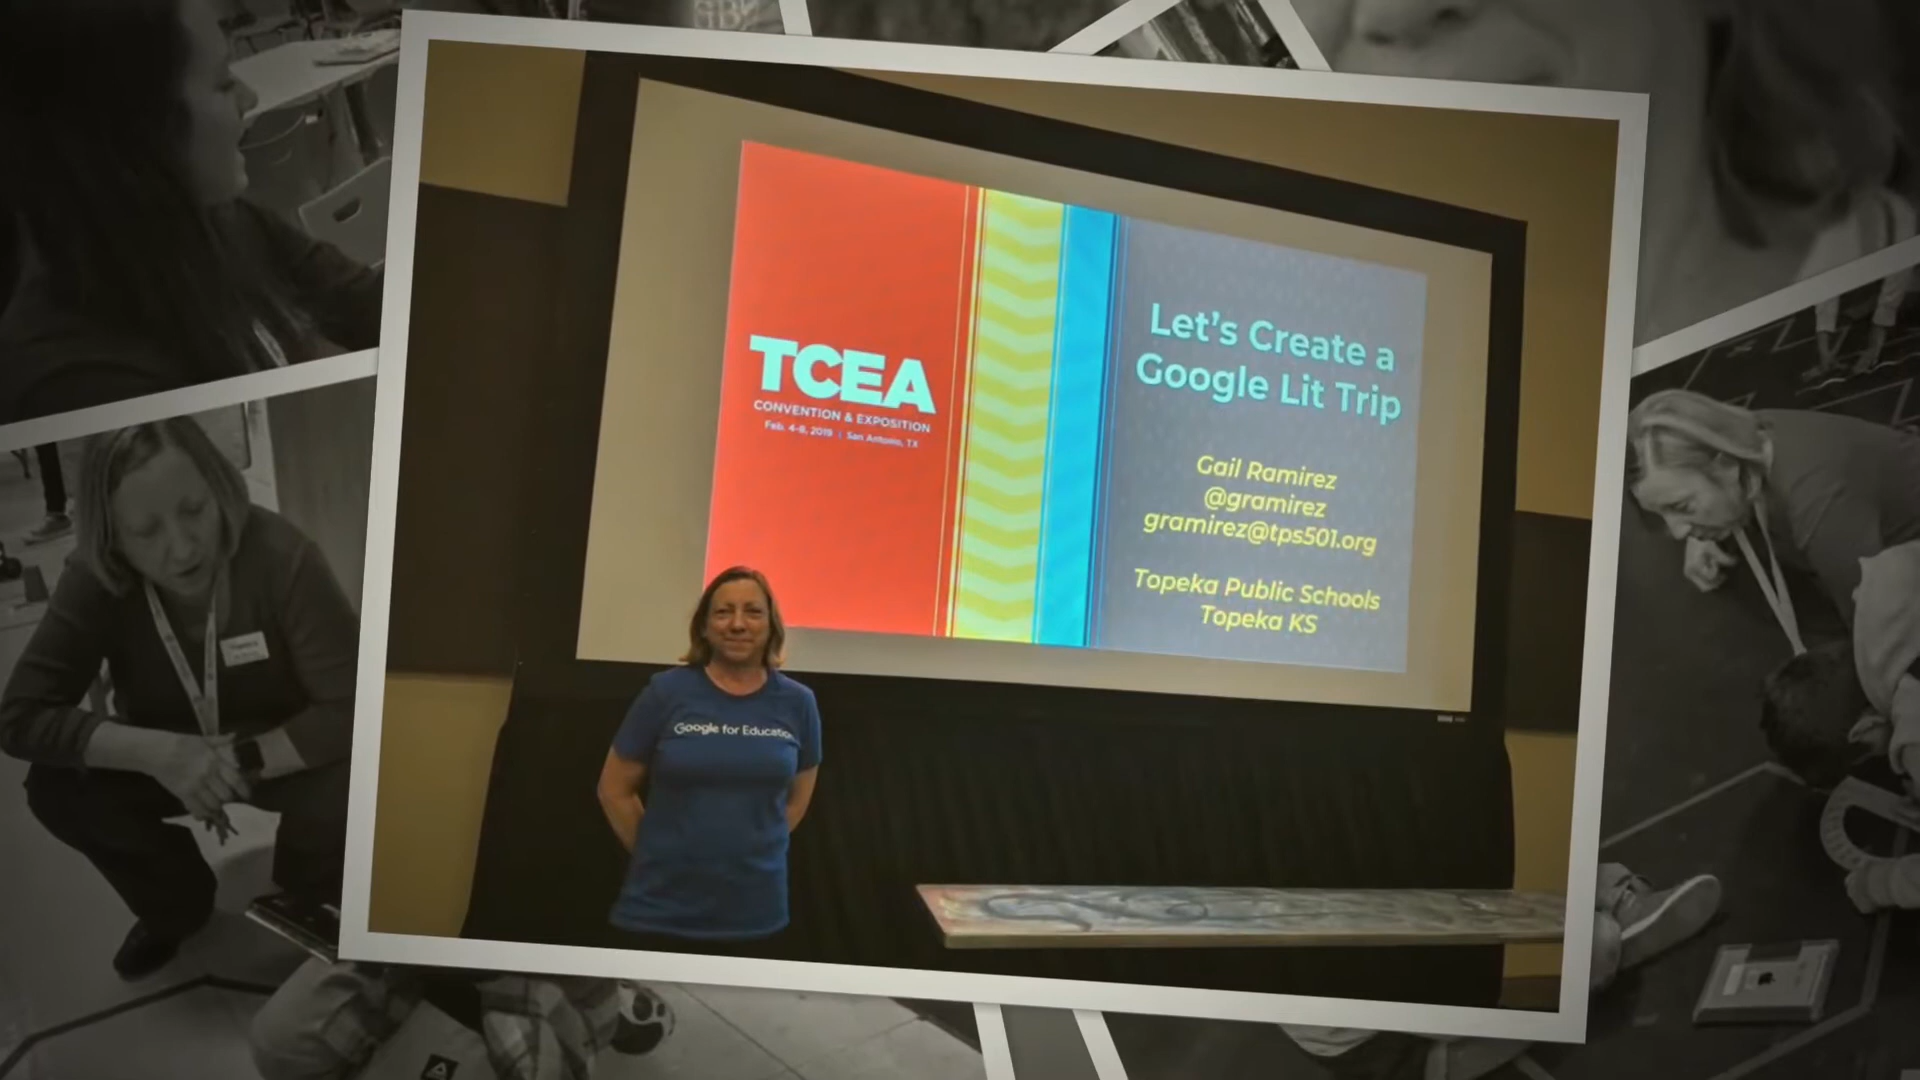 TCEA
CONVENTION & EXPOSITION
Feb. 4-8, 2019 | San Antonio, TX
Let's Create a
Google Lit Trip
Gail Ramirez
@gramirez
gramirez@tps501.org
Topeka Public Schools
Topeka KS
Google for Education